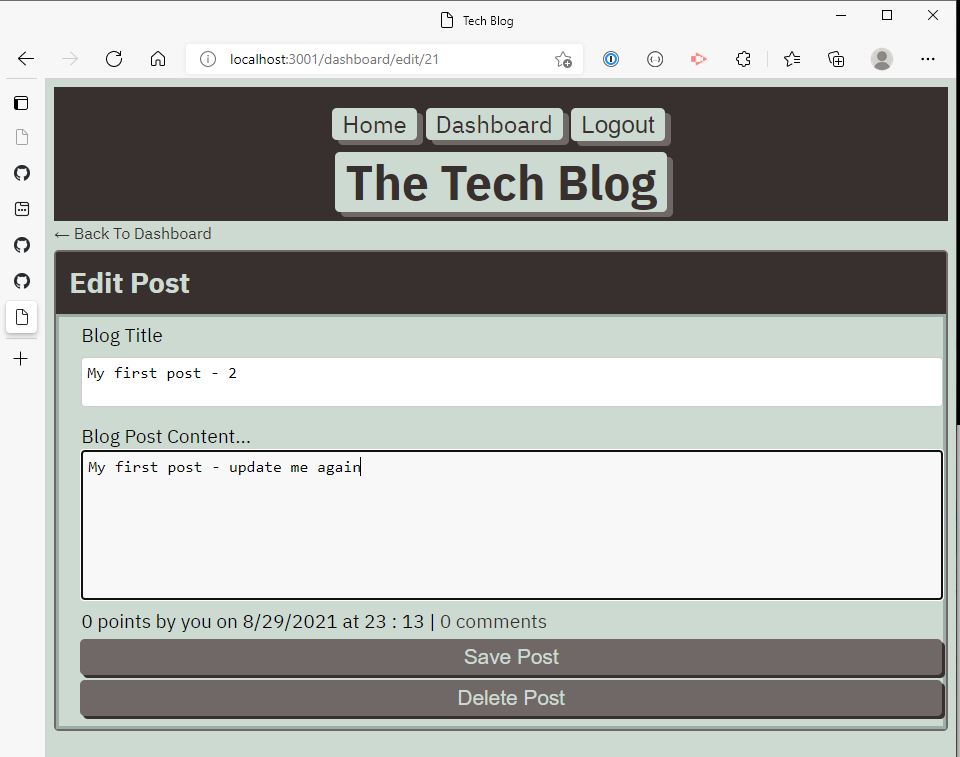 Tech Blog
localhost:3001/dashboard/edit/21
Home Dashboard Logout
The Tech Blog
← Back To Dashboard
Edit Post
Blog Title
My first post - 2
Blog Post Content...
My first post - update me again
0 points by you on 8/29/2021 at 23 : 13 | 0 comments
Save Post
Delete Post